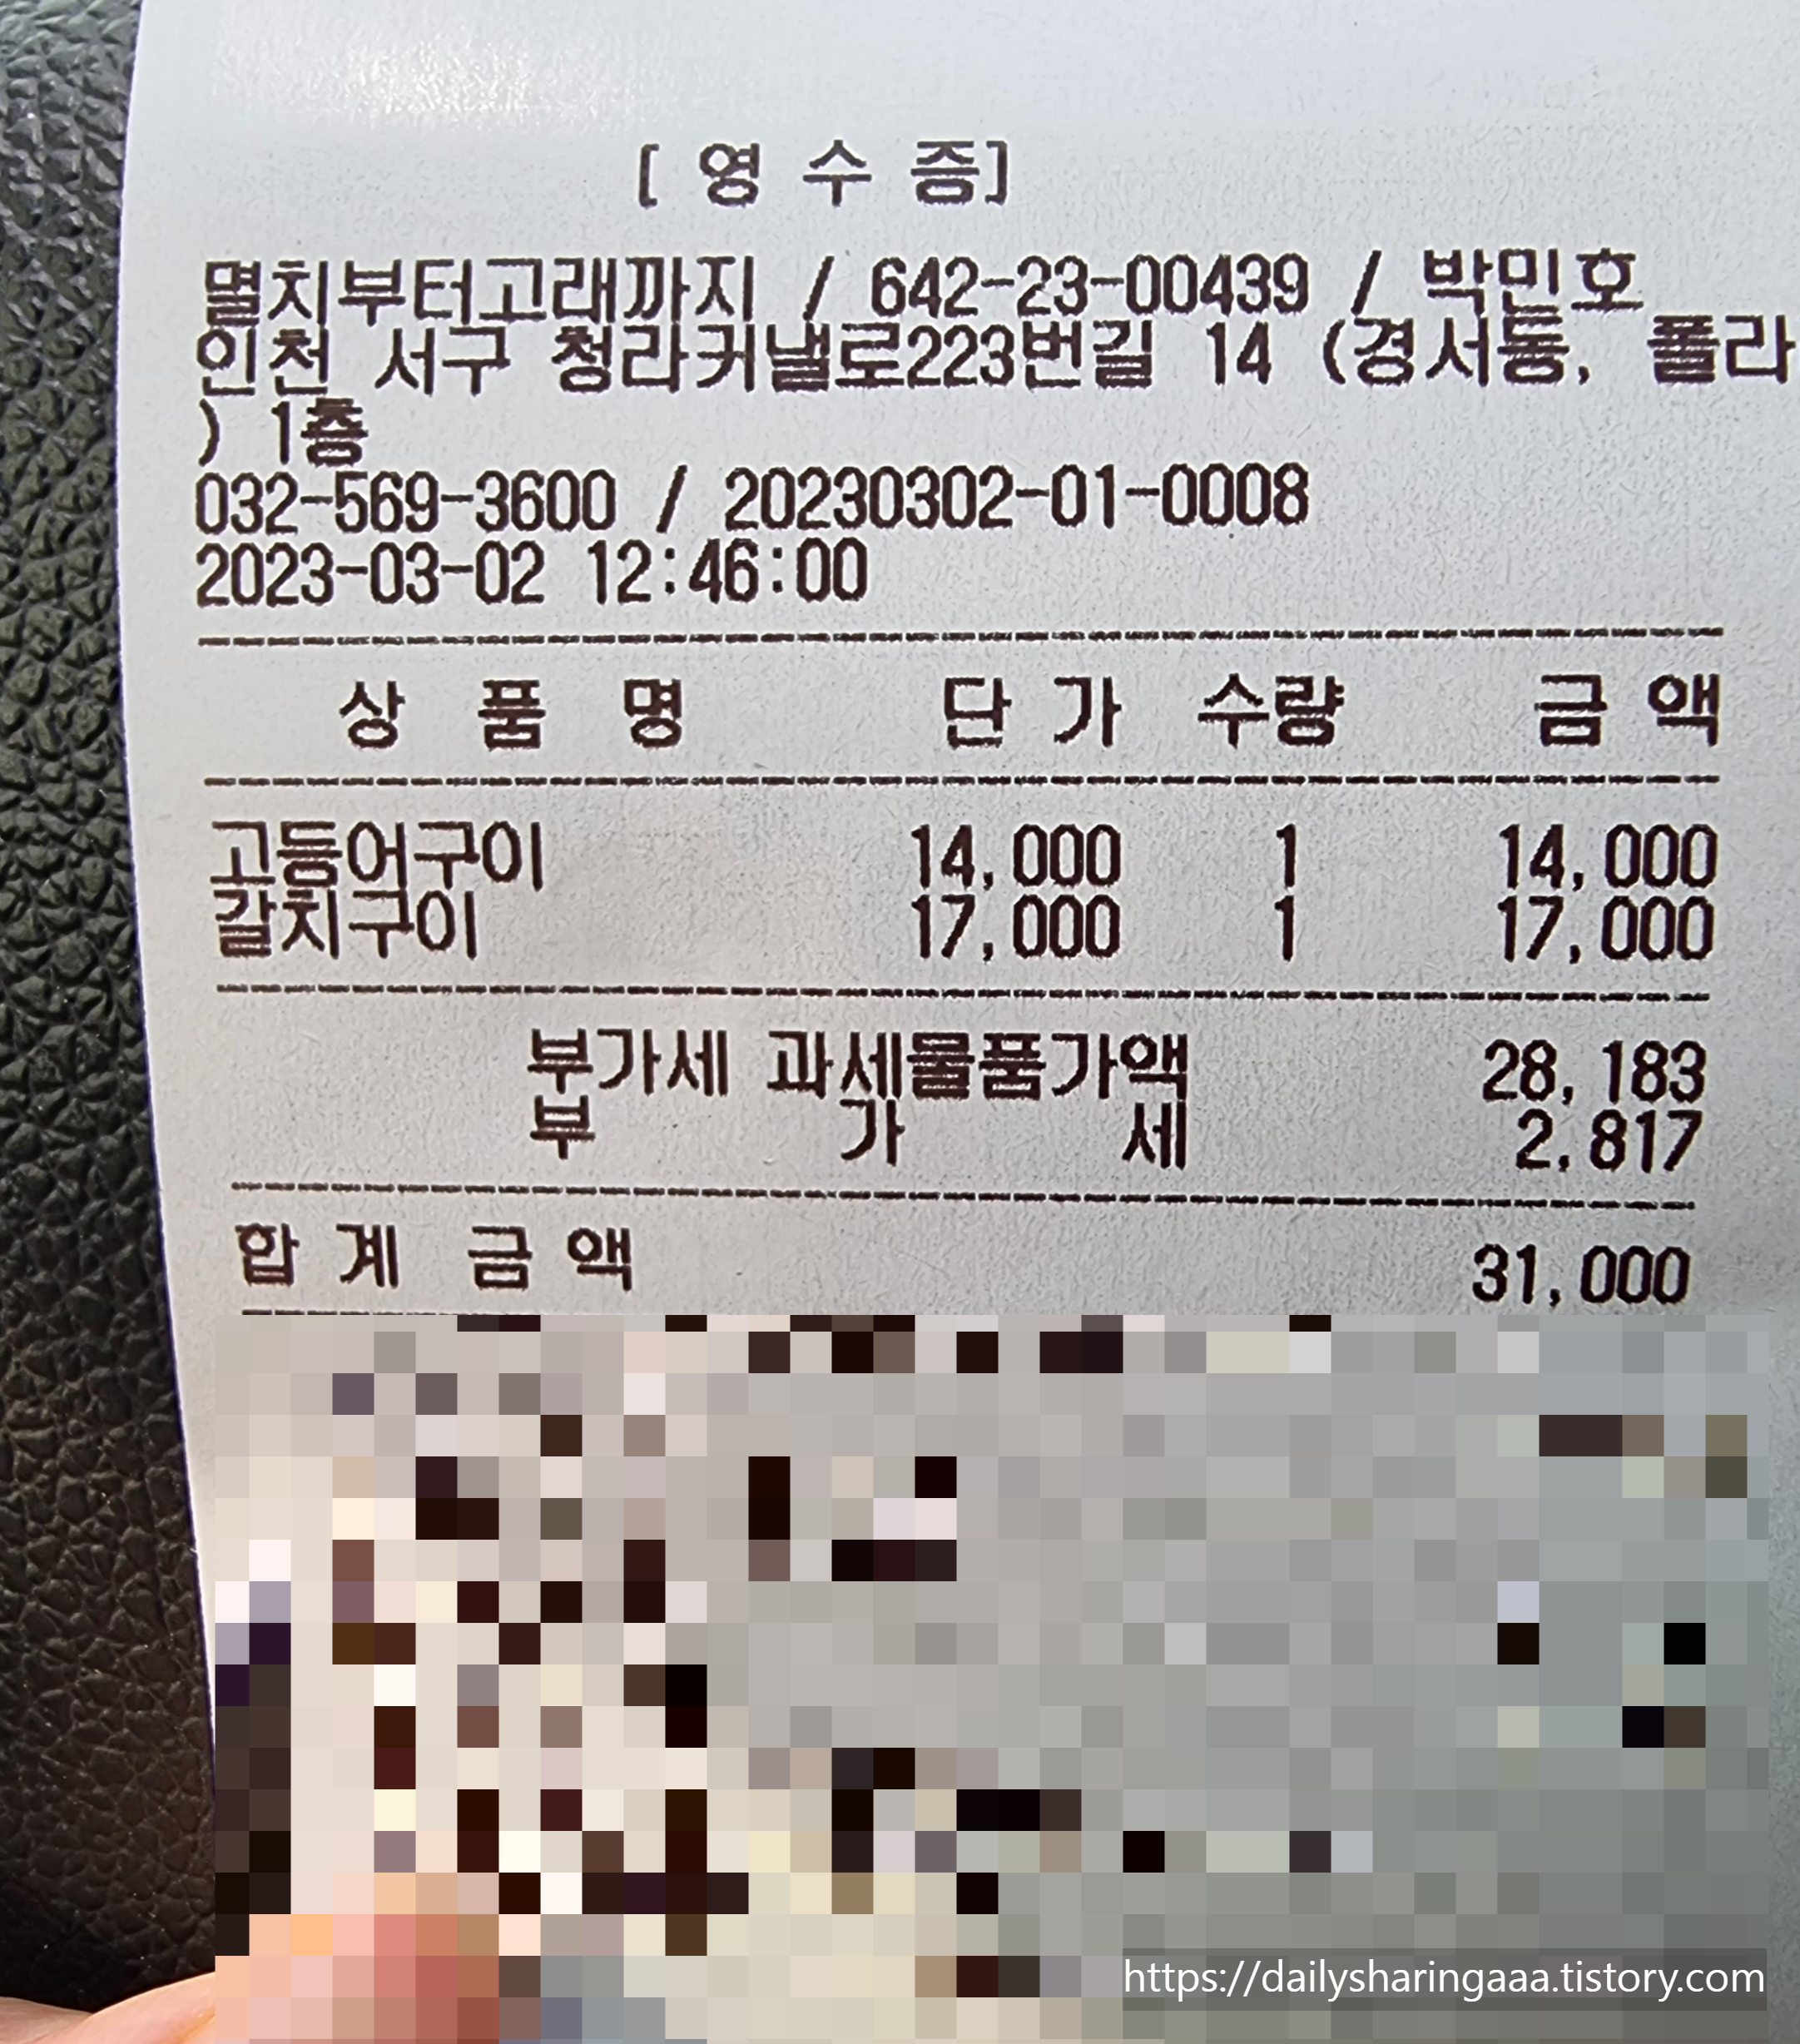 [ 영 수 증]
멸치부터고래까지 / 642-23-00439 / 박민호
인천 서구 청라커낼로223번길 14 (경서동, 폴라
) 1층
032-569-3600 / 20230302-01-0008
2023-03-02 12:46:00
상 품 명 단 가 수량 금 액
고등어구이 14,000 1 14,000
갈치구이 17,000 1 17,000
부가세 과세물품가액 28,183
부 가 세 2,817
합 계 금 액 31,000
https://dailysharingaaa.tistory.com